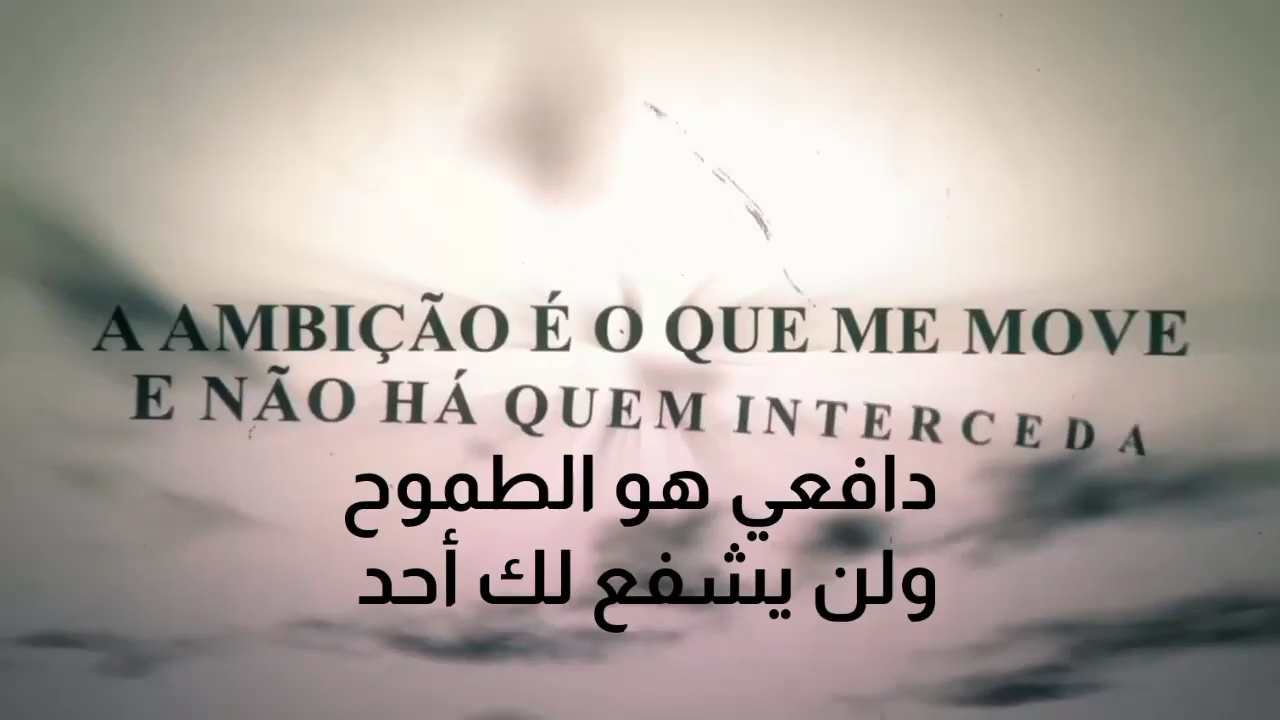 A AMBIÇÃO É O QUE ME MOVE
E NÃO HÁ QUEM INTERCEDA
دافعي هو الطموح
ولن يشفع لك أحد